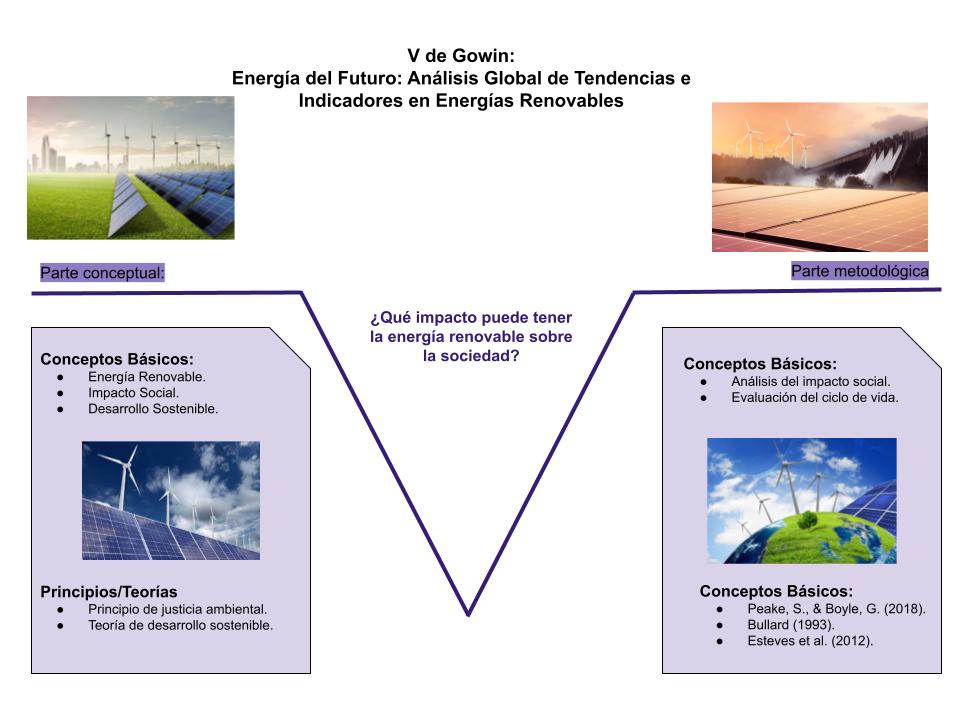 V de Gowin:
Energía del Futuro: Análisis Global de Tendencias e
Indicadores en Energías Renovables
Parte conceptual:
Parte metodológica
¿Qué impacto puede tener
la energía renovable sobre
la sociedad?
Conceptos Básicos:
● Energía Renovable.
● Impacto Social.
● Desarrollo Sostenible.
Principios/Teorías
● Principio de justicia ambiental.
● Teoría de desarrollo sostenible.
Conceptos Básicos:
● Análisis del impacto social.
● Evaluación del ciclo de vida.
Conceptos Básicos:
● Peake, S., & Boyle, G. (2018).
● Bullard (1993).
● Esteves et al. (2012).